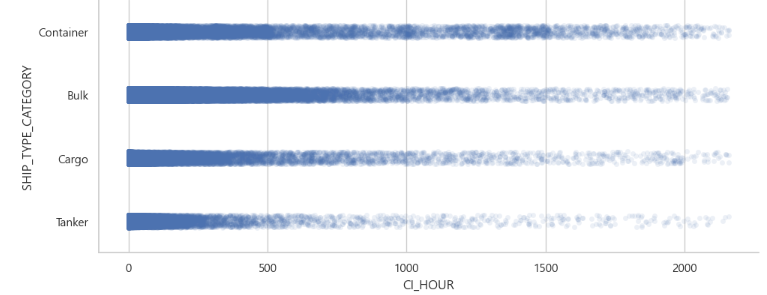 Container
Bulk
Cargo
Tanker
SHIP_TYPE_CATEGORY
0 500 1000 1500 2000
CI_HOUR